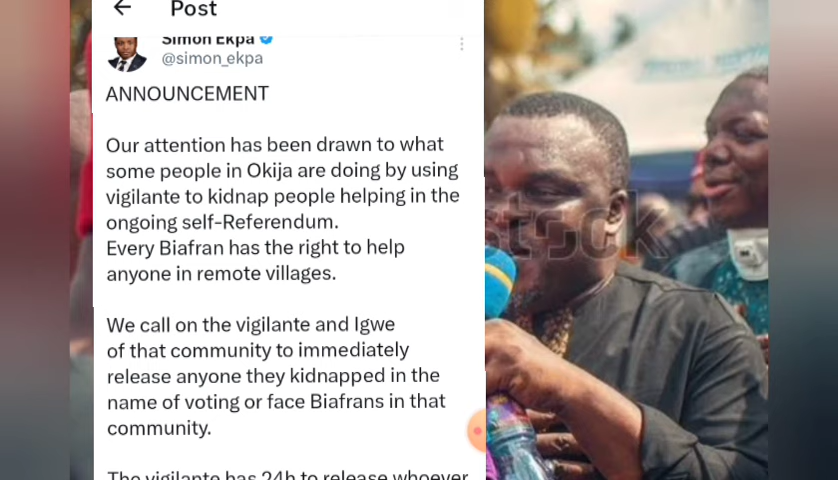 Post
Simon Ekpa
@simon_ekpa
ANNOUNCEMENT
Our attention has been drawn to what
some people in Okija are doing by using
vigilante to kidnap people helping in the
ongoing self-Referendum.
Every Biafran has the right to help
anyone in remote villages.
We call on the vigilante and Igwe
of that community to immediately
release anyone they kidnapped in the
name of voting or face Biafrans in that
community.
The vigilante has 24h to release whoever